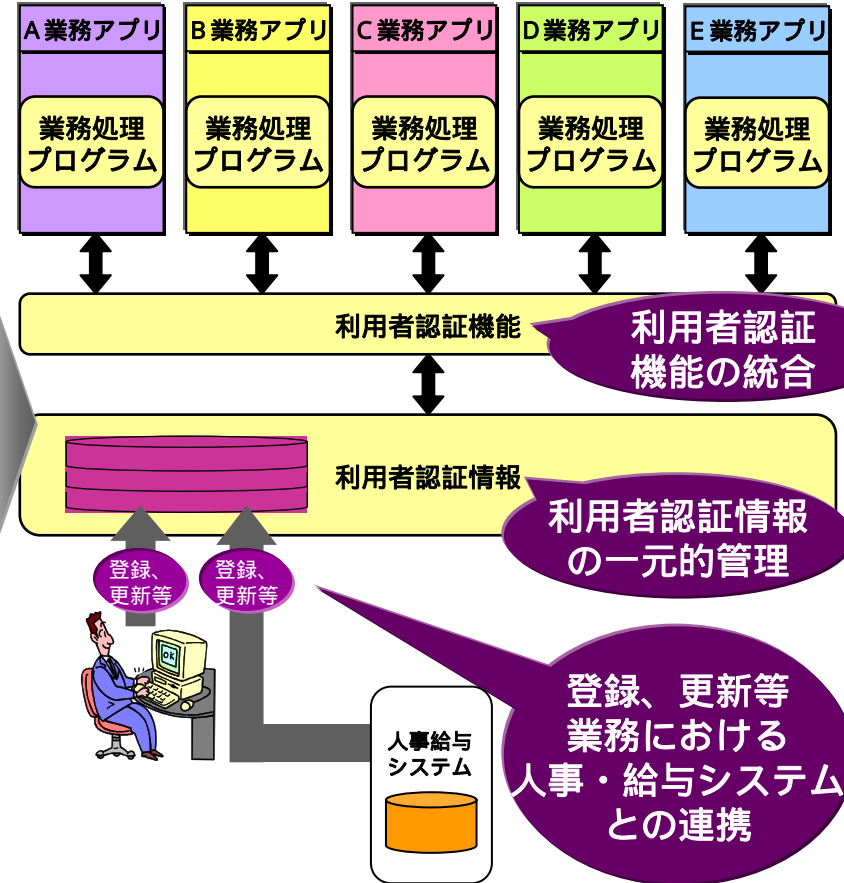 A業務アプリ
B業務アプリ
C業務アプリ
D業務アプリ
E業務アプリ
業務処理
プログラム
業務処理
プログラム
業務処理
プログラム
業務処理
プログラム
業務処理
プログラム
利用者認証機能
利用者認証
機能の統合
利用者認証情報
利用者認証情報
の一元的管理
登録、
更新等
登録、
更新等
OK
人事給与
システム
登録、更新等
業務における
人事・給与システム
との連携